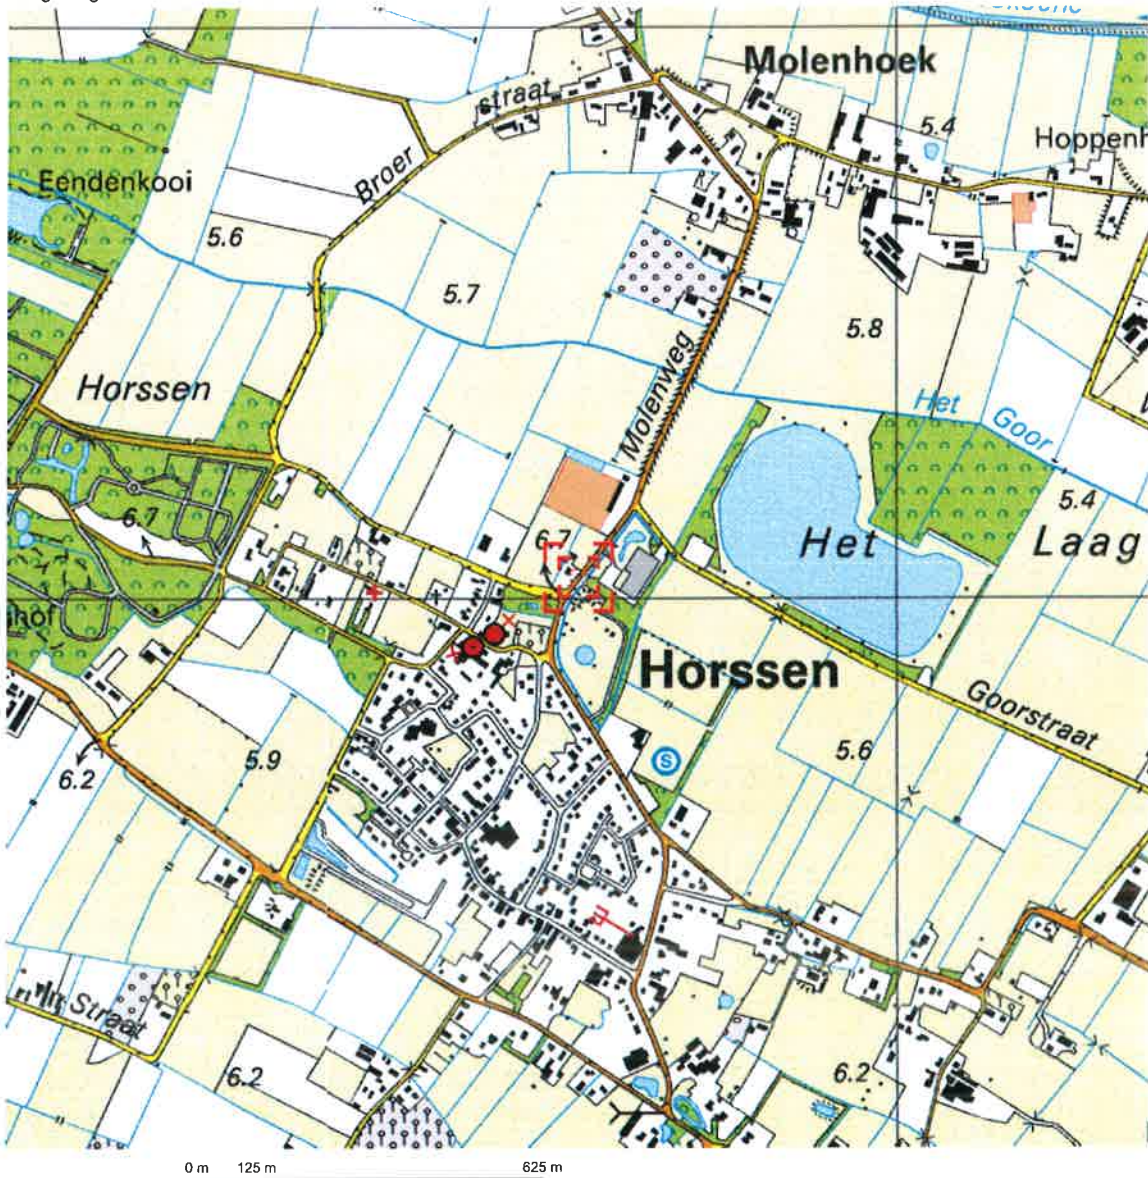 Molenhoek
straat
5.4
Broer
Eendenkooi
5.6
5.7
5.8
Horssen
Molenweg
Het
Goor
6.7
6.7
5.4
Het
Laag
hof
Horssen
Goorstraat
S
5.9
5.6
6.2
Straat
6.2
6.2
0 m 125 m 625 m